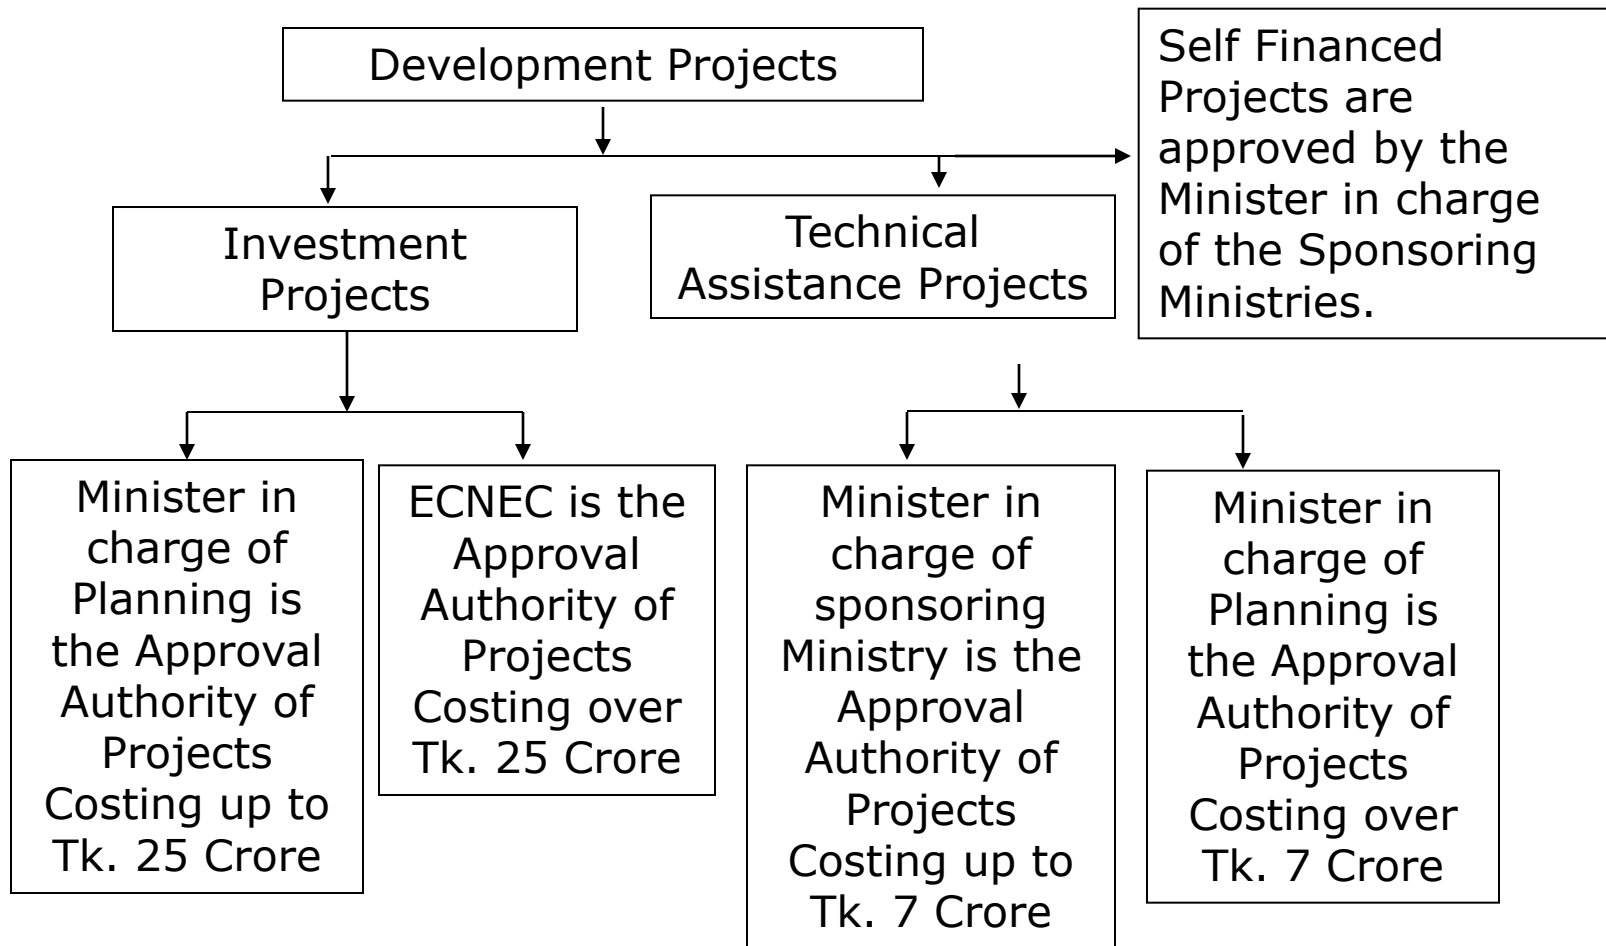 Development Projects
Self Financed
Projects are
approved by the
Minister in charge
of the Sponsoring
Ministries.
Investment
Projects
Technical
Assistance Projects
Minister in
charge of
Planning is
the Approval
Authority of
Projects
Costing up to
Tk. 25 Crore
ECNEC is the
Approval
Authority of
Projects
Costing over
Tk. 25 Crore
Minister in
charge of
sponsoring
Ministry is the
Approval
Authority of
Projects
Costing up to
Tk. 7 Crore
Minister in
charge of
Planning is
the Approval
Authority of
Projects
Costing over
Tk. 7 Crore